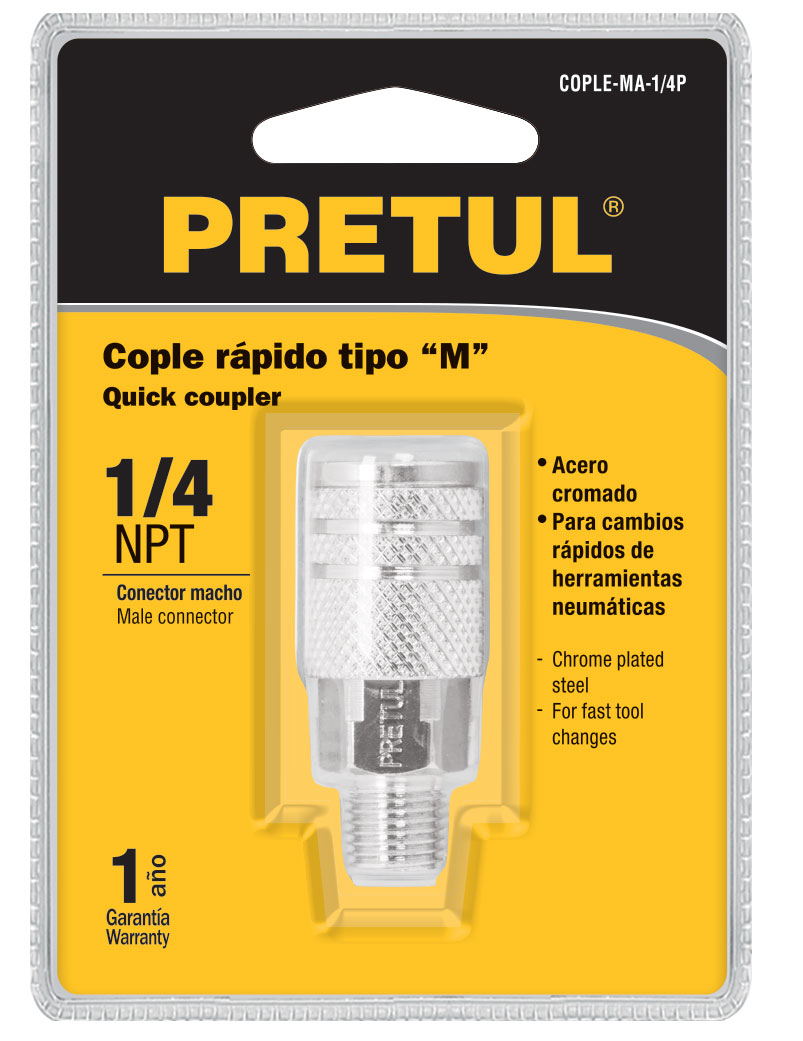 COPLE-MA-1/4P
PRETUL®
Cople rápido tipo “M”
Quick coupler
1/4
NPT
Conector macho
Male connector
• Acero
cromado
• Para cambios
rápidos de
herramientas
neumáticas
- Chrome plated
steel
- For fast tool
changes
PRETUL
1 año
Garantía
Warranty